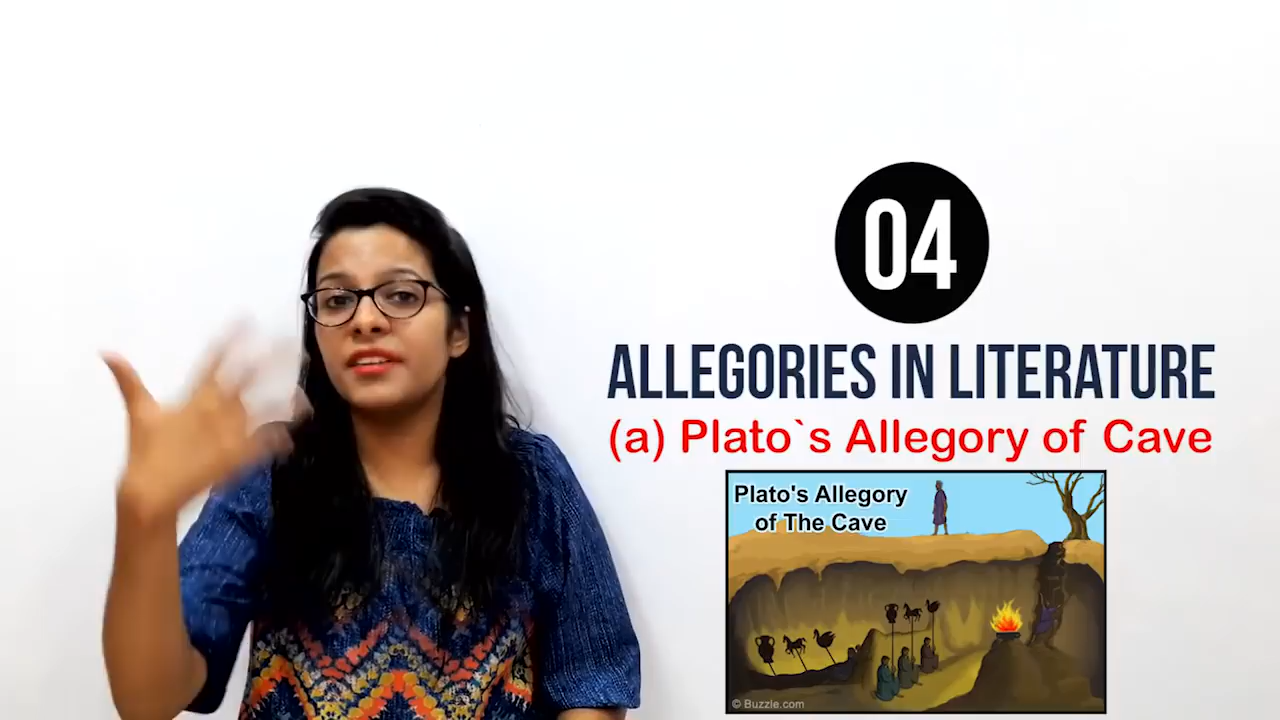 04
ALLEGORIES IN LITERATURE
(a) Plato`s Allegory of Cave
Plato's Allegory
of The Cave
© Buzzle.com